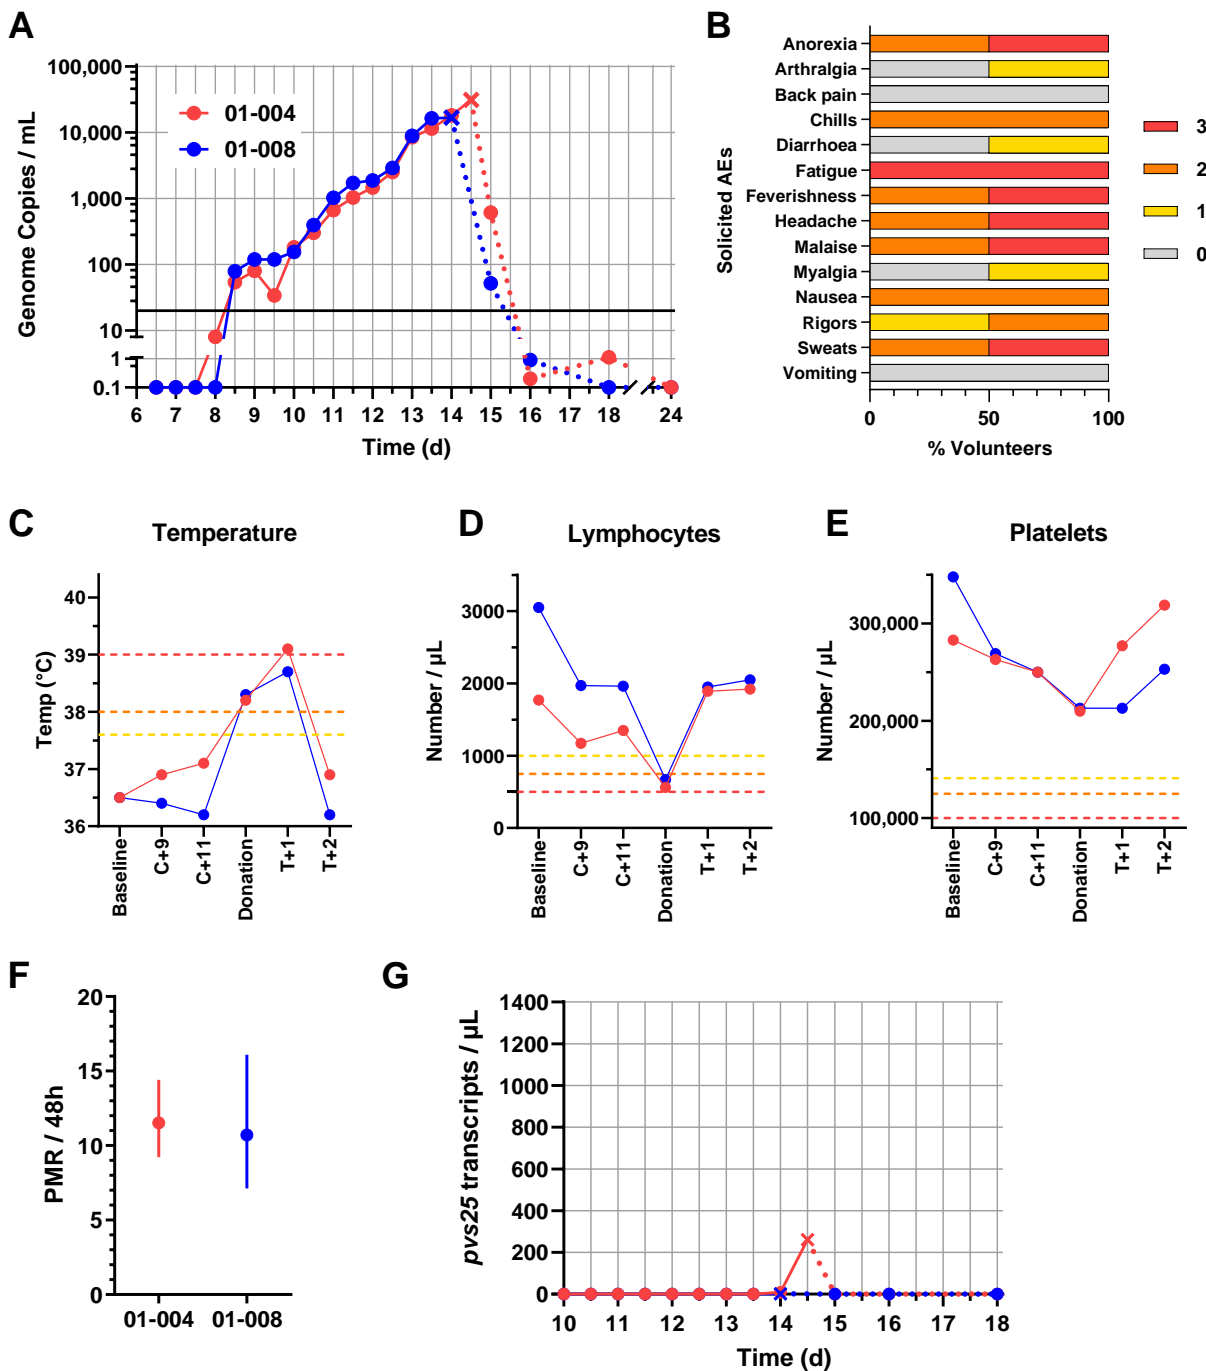 A
100,000
10,000
1,000
100
10
1
0.1
Genome Copies / mL
01-004
01-008
6 7 8 9 10 11 12 13 14 15 16 17 18 24
Time (d)
B
Solicited AEs
Anorexia
Arthralgia
Back pain
Chills
Diarrhoea
Fatigue
Feverishness
Headache
Malaise
Myalgia
Nausea
Rigors
Sweats
Vomiting
0 50 100
% Volunteers
3
2
1
0
C
Temperature
Temp (°C)
40
39
38
37
36
Baseline
C+9
C+11
Donation
T+1
T+2
D
Lymphocytes
Number / µL
3000
2000
1000
0
Baseline
C+9
C+11
Donation
T+1
T+2
E
Platelets
Number / µL
300,000
200,000
100,000
Baseline
C+9
C+11
Donation
T+1
T+2
F
PMR / 48h
20
15
10
5
0
01-004 01-008
G
pvs25 transcripts / µL
1400
1200
1000
800
600
400
200
0
10 11 12 13 14 15 16 17 18
Time (d)